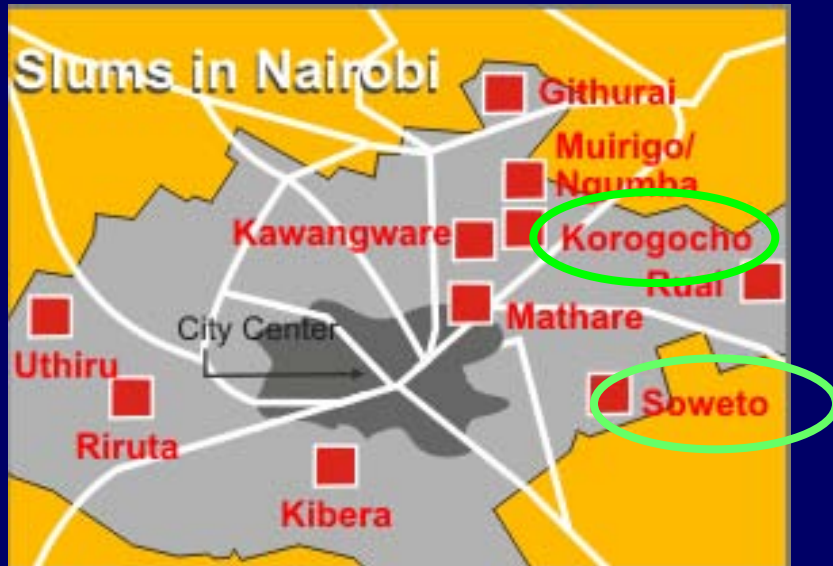 Slums in Nairobi
Githurai
Muirigo/
Ngumba
Kawangware
Korogocho
Ruai
Mathare
City Center
Uthiru
Soweto
Riruta
Kibera